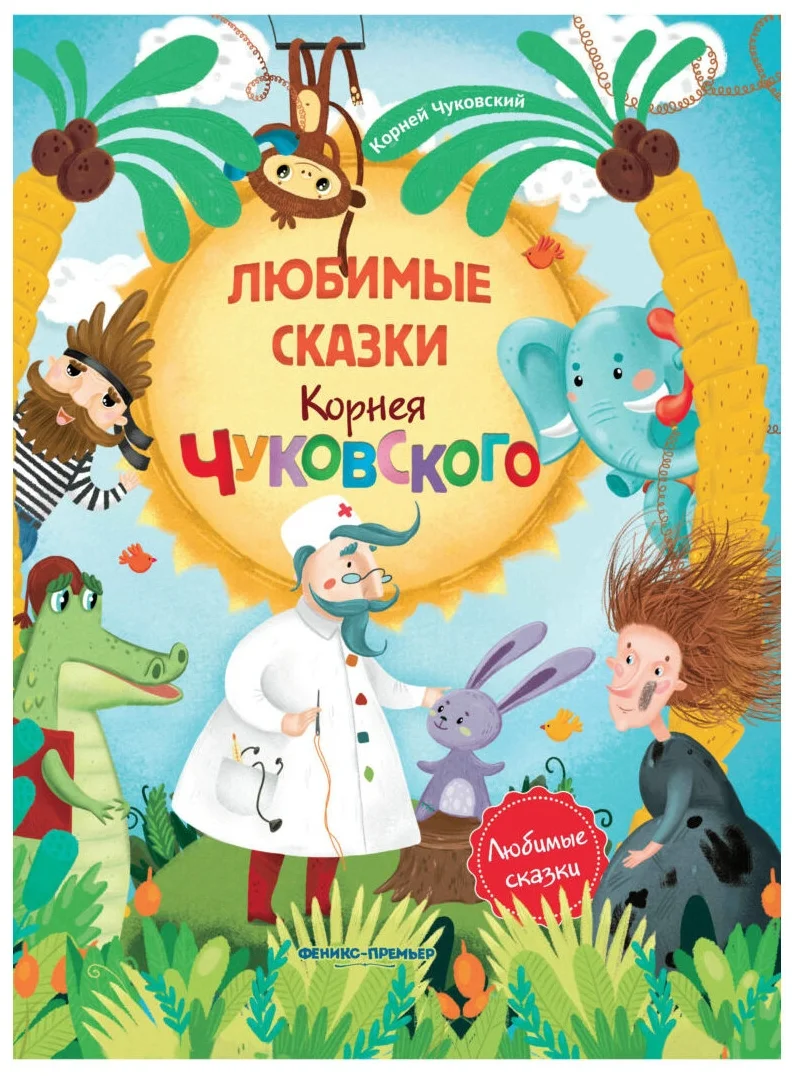 Корней Чуковский
ЛЮБИМЫЕ
СКАЗКИ
Корнея
ЧУКОВСКОГО
Любимые
сказки
ФЕНИКС-ПРЕМЬЕР